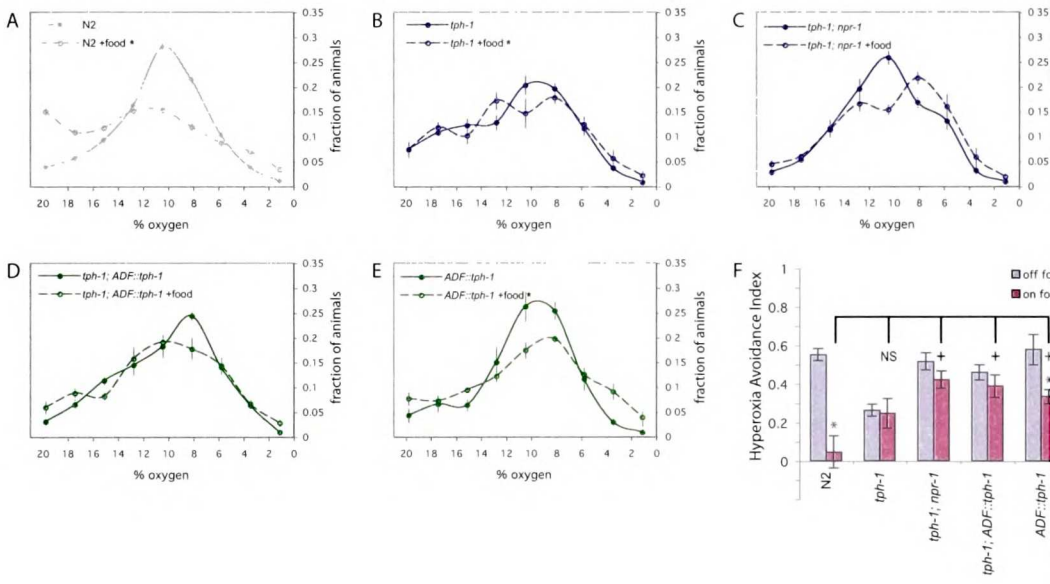 A
N2
N2 +food *
0.35
0.3
0.25
0.2
0.15
0.1
0.05
0
fraction of animals
20 18 16 14 12 10 8 6 4 2 0
% oxygen
B
tph-1
tph-1 +food *
0.35
0.3
0.25
0.2
0.15
0.1
0.05
0
fraction of animals
20 18 16 14 12 10 8 6 4 2 0
% oxygen
C
tph-1; npr-1
tph-1; npr-1 +food
0.35
0.3
0.25
0.2
0.15
0.1
0.05
0
fraction of animals
20 18 16 14 12 10 8 6 4 2 0
% oxygen
D
tph-1; ADF::tph-1
tph-1; ADF::tph-1 +food
0.35
0.3
0.25
0.2
0.15
0.1
0.05
0
fraction of animals
20 18 16 14 12 10 8 6 4 2 0
% oxygen
E
ADF::tph-1
ADF::tph-1 +food *
0.35
0.3
0.25
0.2
0.15
0.1
0.05
0
fraction of animals
20 18 16 14 12 10 8 6 4 2 0
% oxygen
F
off fo
on fo
Hyperoxia Avoidance Index
1
0.8
0.6
0.4
0.2
0
NS + + +
* *
N2
tph-1
tph-1; npr-1
tph-1; ADF::tph-1
ADF::tph-1